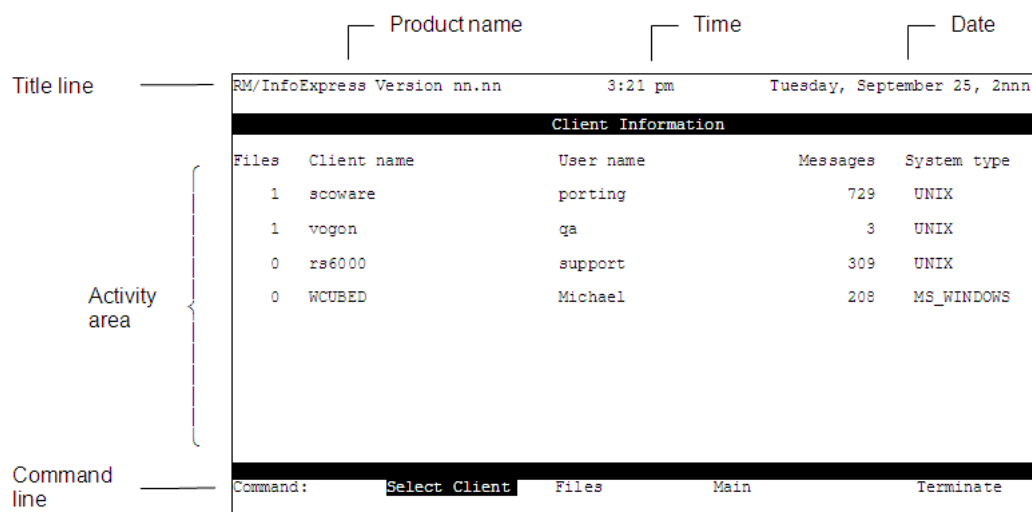 Product name Time Date
Title line RM/InfoExpress Version nn.nn 3:21 pm Tuesday, September 25, 2nnn
Client Information
Files Client name User name Messages System type
1 scoware porting 729 UNIX
1 vogon qa 3 UNIX
0 rs6000 support 309 UNIX
0 WCUBED Michael 208 MS_WINDOWS
Activity
area
Command
line
Command: Select Client Files Main Terminate